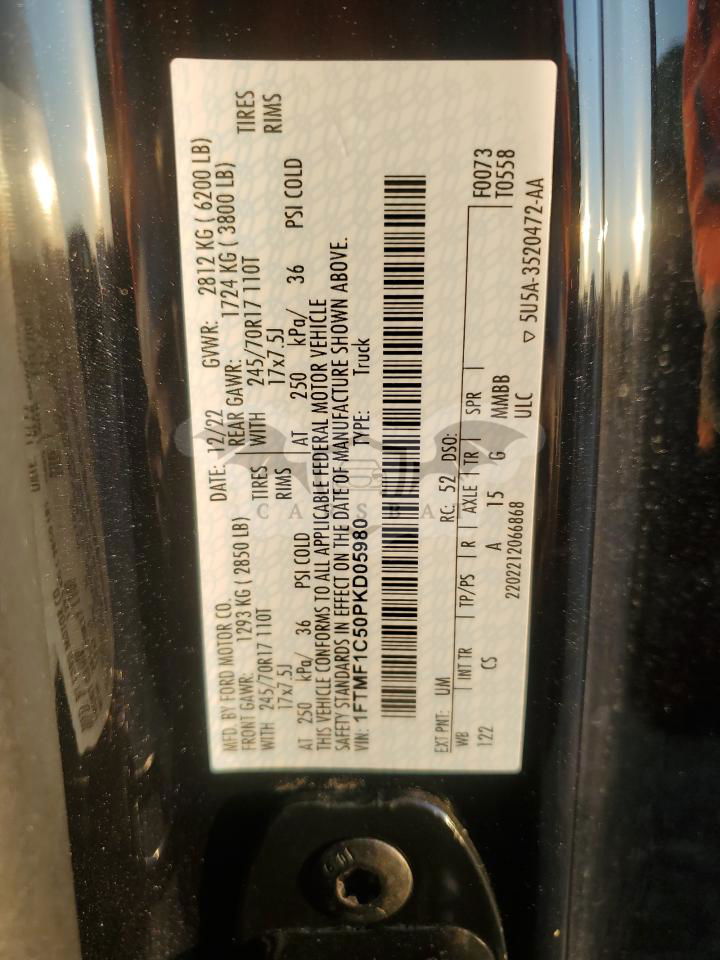 MFD. BY FORD MOTOR CO.
DATE: 12/22 GVWR: 2812 KG ( 6200 LB)
FRONT GAWR: 1293 KG ( 2850 LB) REAR GAWR: 1724 KG ( 3800 LB)
WITH 245/70R17 110T TIRES WITH 245/70R17 110T TIRES
17x7.5J RIMS 17x7.5J RIMS
AT 250 kPa/ 36 PSI COLD AT 250 kPa/ 36 PSI COLD
THIS VEHICLE CONFORMS TO ALL APPLICABLE FEDERAL MOTOR VEHICLE
SAFETY STANDARDS IN EFFECT ON THE DATE OF MANUFACTURE SHOWN ABOVE.
VIN: 1FTMF1C50PKD05980 TYPE: Truck
EXT PNT: UM RC: 52 DSO: F0073
WB INT TR TP/PS R AXLE TR SPR T0558
122 CS A 15 G MMBB
2202212066868 ULC
▽ 5U5A-3520472-AA